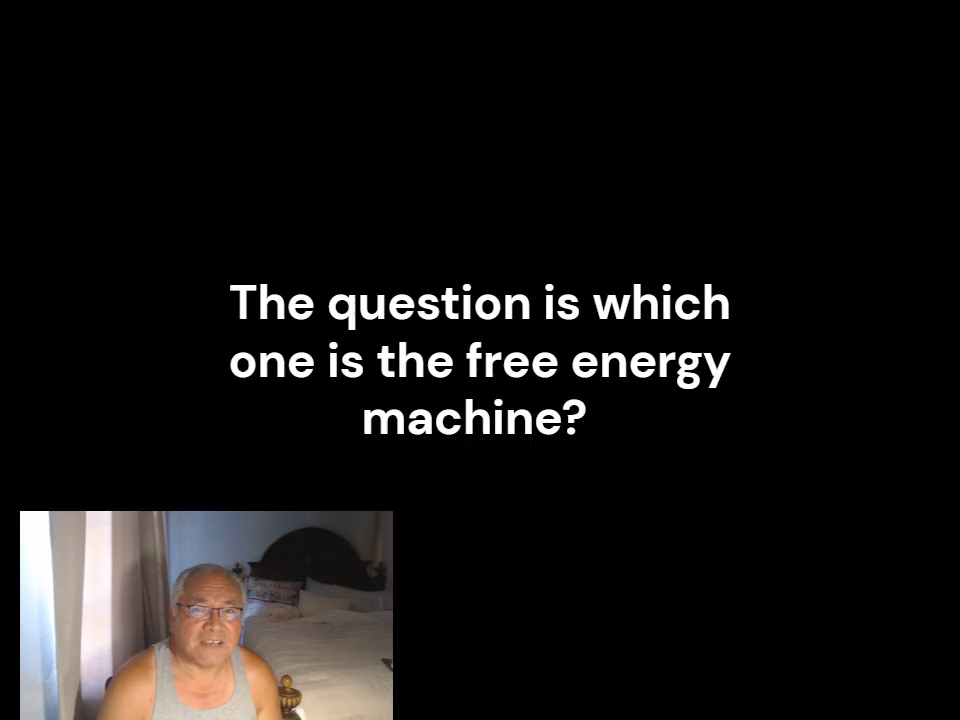 The question is which
one is the free energy
machine?